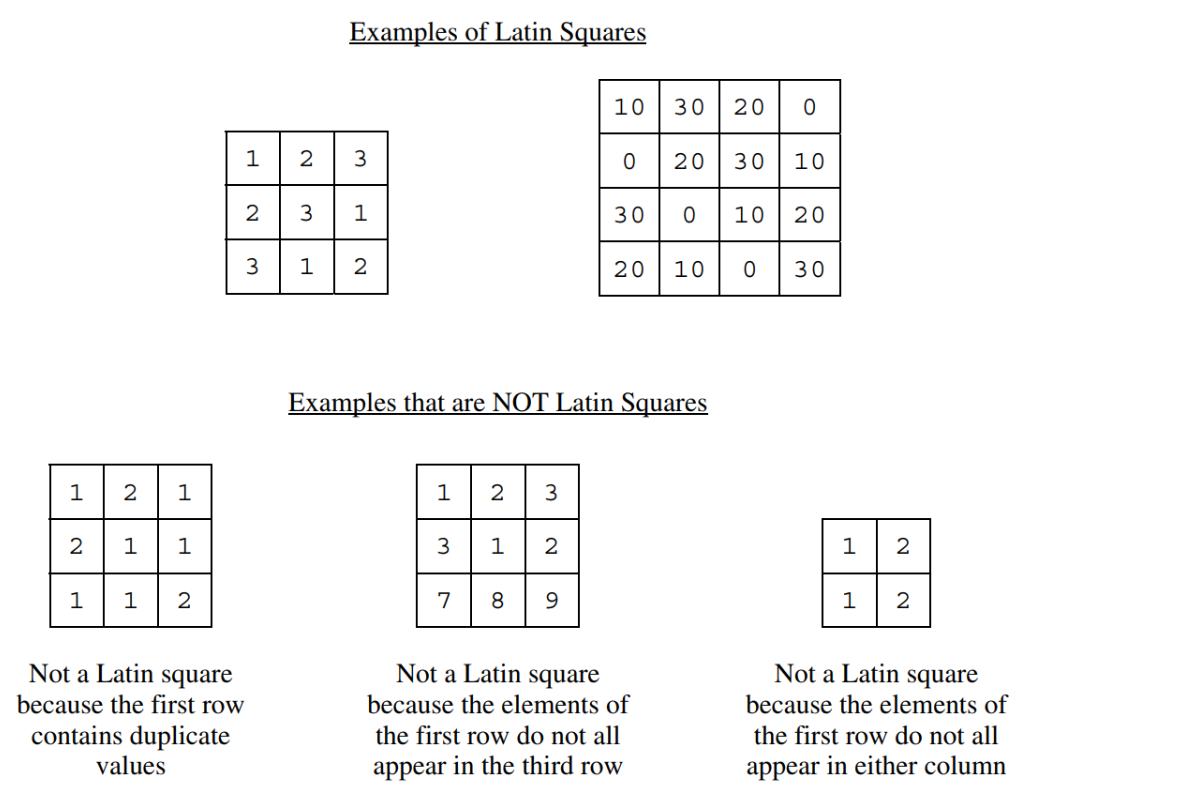 Examples of Latin Squares
1 2 3
2 3 1
3 1 2
10 30 20 0
0 20 30 10
30 0 10 20
20 10 0 30
Examples that are NOT Latin Squares
1 2 1
2 1 1
1 1 2
Not a Latin square
because the first row
contains duplicate
values
1 2 3
3 1 2
7 8 9
Not a Latin square
because the elements of
the first row do not all
appear in the third row
1 2
1 2
Not a Latin square
because the elements of
the first row do not all
appear in either column